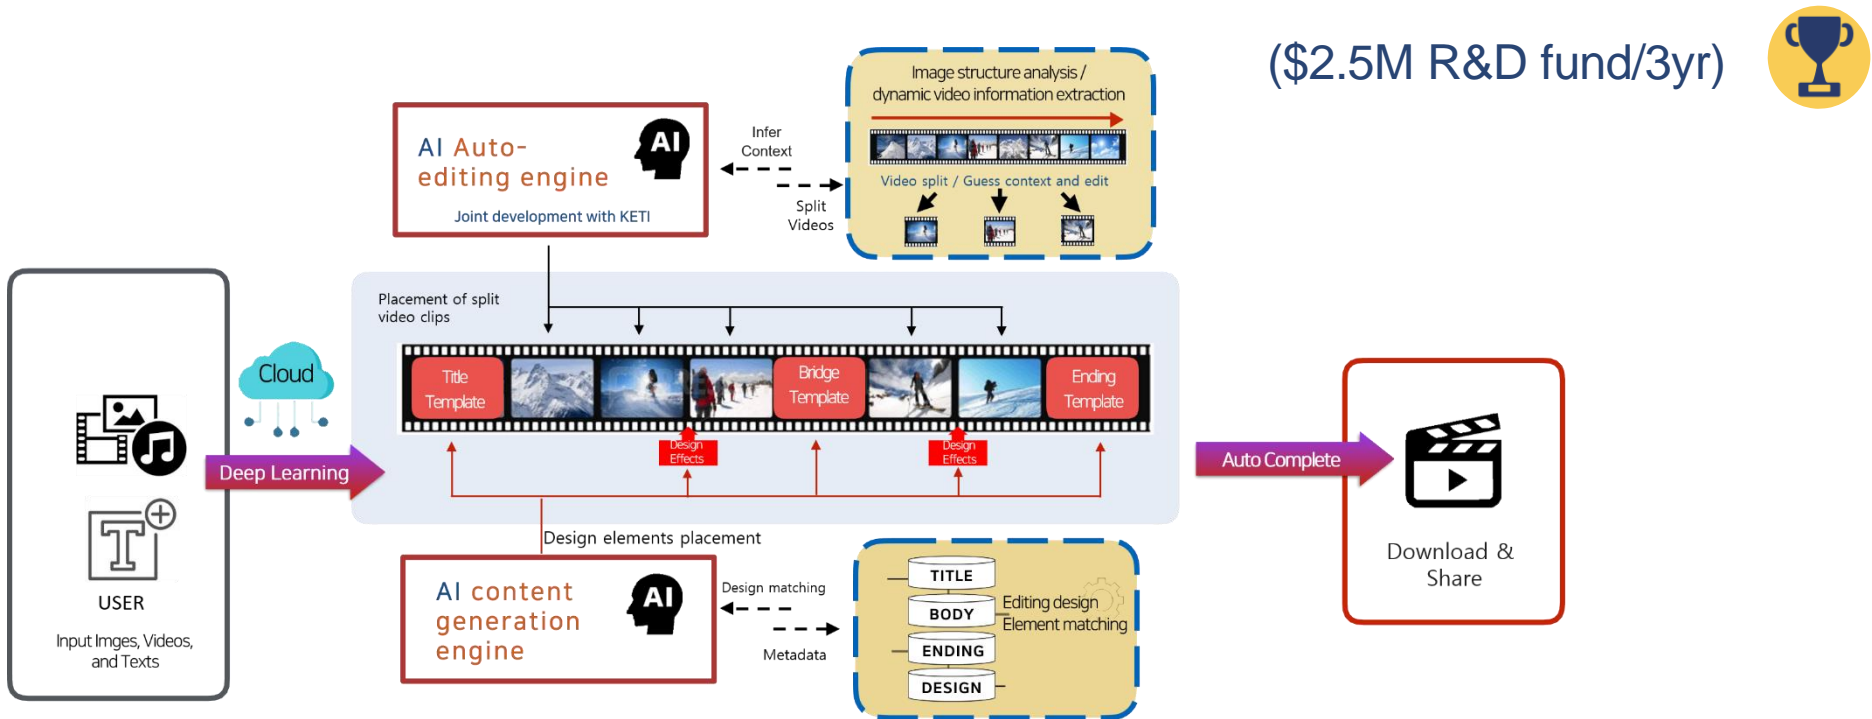 ($2.5M R&D fund/3yr)
Image structure analysis /
dynamic video information extraction
Video split / Guess context and edit
AI Auto-
editing engine
Joint development with KETI
AI
Infer
Context
Split
Videos
Placement of split
video clips
Cloud
Deep Learning
Title
Template
Bridge
Template
Ending
Template
Design
Effects
Design
Effects
Design elements placement
T
USER
Input Imges, Videos,
and Texts
AI content
generation
engine
AI
Design matching
Metadata
TITLE
BODY
ENDING
DESIGN
Editing design
Element matching
Auto Complete
Download &
Share